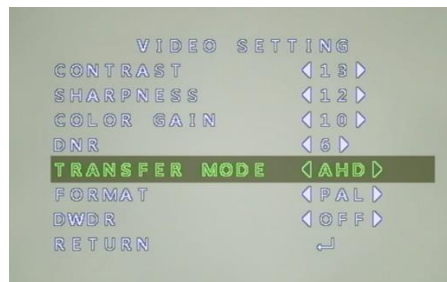 VIDEO SETTING
CONTRAST 13
SHARPNESS 12
COLOR GAIN 10
DNR 6
TRANSFER MODE AHD
FORMAT PAL
DWDR OFF
RETURN